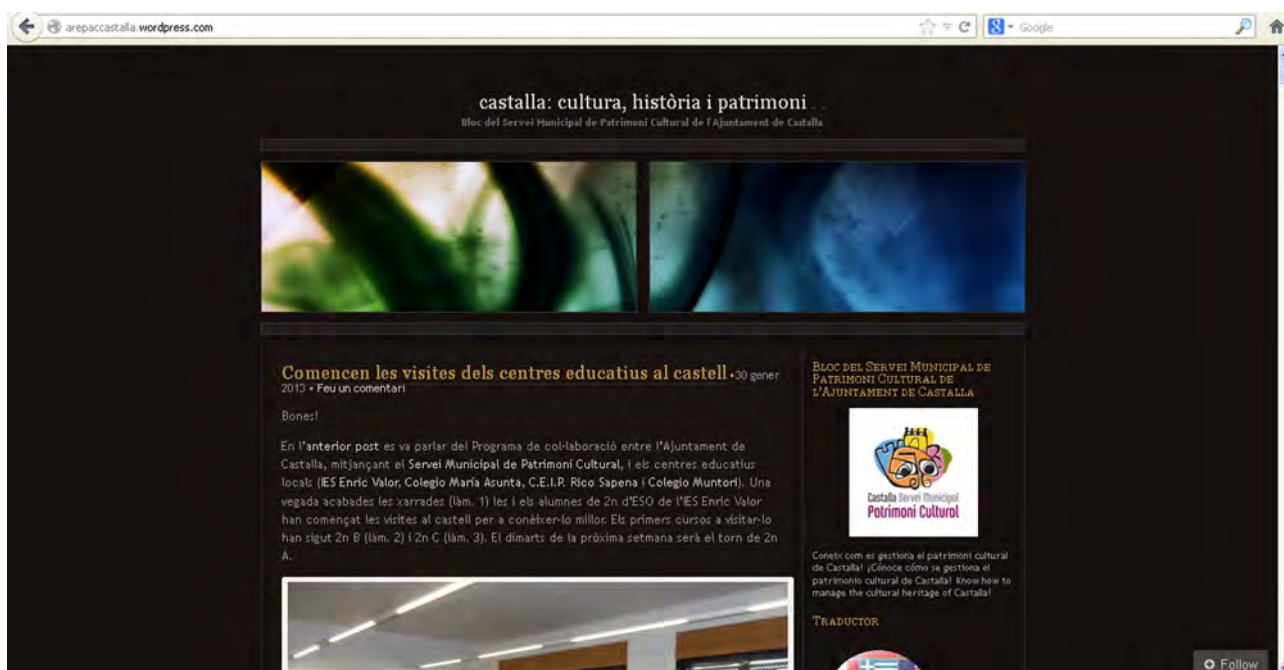 arepaccastalla.wordpress.com
Google
castalla: cultura, història i patrimoni
Bloc del Servei Municipal de Patrimoni Cultural de l'Ajuntament de Castalla
Comencen les visites dels centres educatius al castell •30 gener
2013 • Feu un comentari
Bones!
En l'anterior post es va parlar del Programa de col·laboració entre l'Ajuntament de
Castalla, mitjançant el Servei Municipal de Patrimoni Cultural, i els centres educatius
locals (IES Enric Valor, Colegio María Asunta, C.E.I.P. Rico Sapena i Colegio Muntori). Una
vegada acabades les xarrades (làm. 1) les i els alumnes de 2n d'ESO de l'IES Enric Valor
han començat les visites al castell per a conèixer-lo millor. Els primers cursos a visitar-lo
han sigut 2n B (làm. 2) i 2n C (làm. 3). El dimarts de la pròxima setmana serà el torn de 2n
A.
Bloc del Servei Municipal de
Patrimoni Cultural de
l'Ajuntament de Castalla
Castalla Servei Municipal
Patrimoni Cultural
Coneix com es gestiona el patrimoni cultural
de Castalla! ¡Cónoce cómo se gestiona el
patrimonio cultural de Castalla! Know how to
manage the cultural heritage of Castalla!
Traductor
Follow